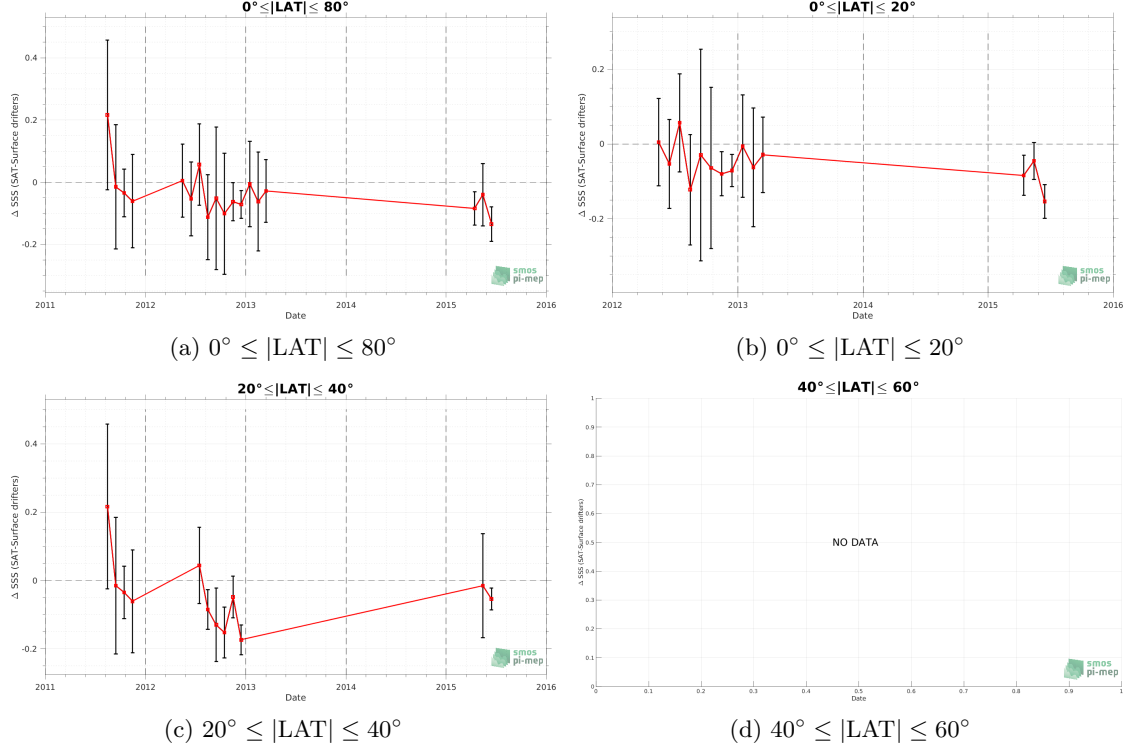 0°≤|LAT|≤ 80°
Δ SSS (SAT-Surface drifters)
0.4
0.2
0
-0.2
2011
2012
2013
2014
2015
2016
Date
smos
pi-mep
(a) 0° ≤ |LAT| ≤ 80°
0°≤|LAT|≤ 20°
Δ SSS (SAT-Surface drifters)
0.2
0
-0.2
2012
2013
2014
2015
2016
Date
smos
pi-mep
(b) 0° ≤ |LAT| ≤ 20°
20°≤|LAT|≤ 40°
Δ SSS (SAT-Surface drifters)
0.4
0.2
0
-0.2
2011
2012
2013
2014
2015
2016
Date
smos
pi-mep
(c) 20° ≤ |LAT| ≤ 40°
40°≤|LAT|≤ 60°
Δ SSS (SAT-Surface drifters)
1
0.9
0.8
0.7
0.6
0.5
0.4
0.3
0.2
0.1
0
NO DATA
0
0.1
0.2
0.3
0.4
0.5
0.6
0.7
0.8
0.9
1
Date
smos
pi-mep
(d) 40° ≤ |LAT| ≤ 60°